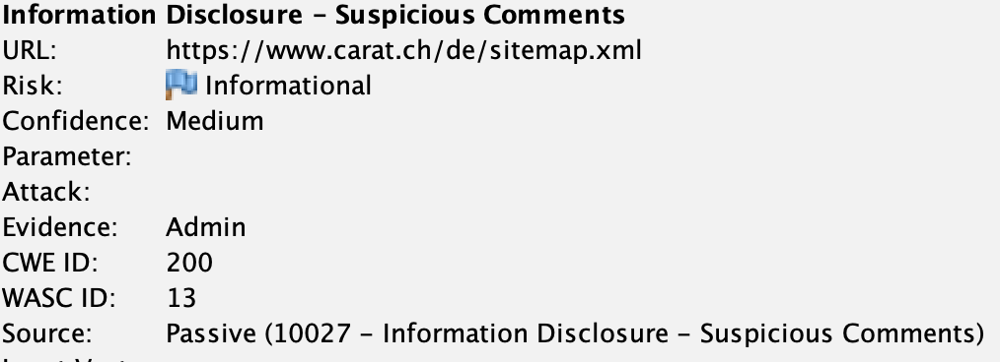 Information Disclosure – Suspicious Comments
URL: https://www.carat.ch/de/sitemap.xml
Risk: Informational
Confidence: Medium
Parameter:
Attack:
Evidence: Admin
CWE ID: 200
WASC ID: 13
Source: Passive (10027 – Information Disclosure – Suspicious Comments)